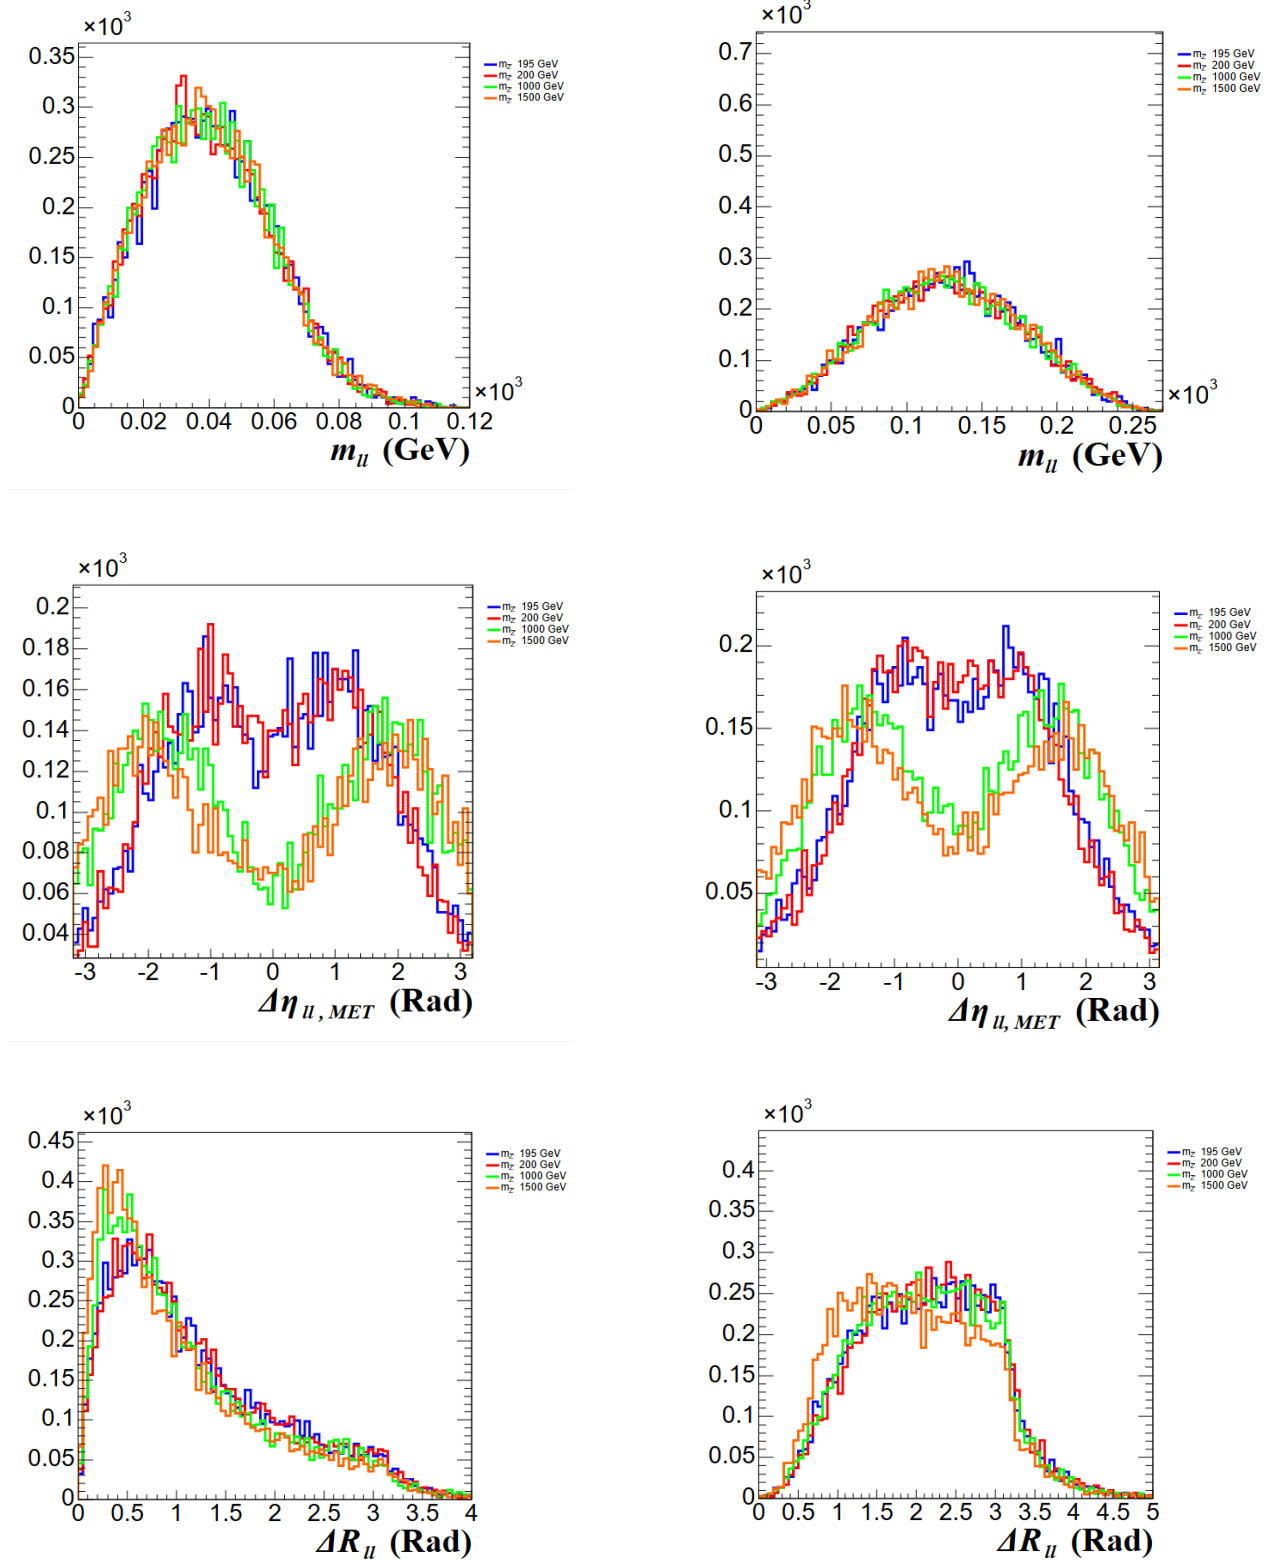 ×10³
0.35
0.3
0.25
0.2
0.15
0.1
0.05
0
0 0.02 0.04 0.06 0.08 0.1 0.12
×10³
m_ll (GeV)
m_Z' 195 GeV
m_Z' 200 GeV
m_Z' 1000 GeV
m_Z' 1500 GeV
×10³
0.7
0.6
0.5
0.4
0.3
0.2
0.1
0
0 0.05 0.1 0.15 0.2 0.25
×10³
m_ll (GeV)
m_Z' 195 GeV
m_Z' 200 GeV
m_Z' 1000 GeV
m_Z' 1500 GeV
×10³
0.2
0.18
0.16
0.14
0.12
0.1
0.08
0.06
0.04
-3 -2 -1 0 1 2 3
Δη_ll, MET (Rad)
m_Z' 195 GeV
m_Z' 200 GeV
m_Z' 1000 GeV
m_Z' 1500 GeV
×10³
0.2
0.15
0.1
0.05
-3 -2 -1 0 1 2 3
Δη_ll, MET (Rad)
m_Z' 195 GeV
m_Z' 200 GeV
m_Z' 1000 GeV
m_Z' 1500 GeV
×10³
0.45
0.4
0.35
0.3
0.25
0.2
0.15
0.1
0.05
0
0 0.5 1 1.5 2 2.5 3 3.5 4
ΔR_ll (Rad)
m_Z' 195 GeV
m_Z' 200 GeV
m_Z' 1000 GeV
m_Z' 1500 GeV
×10³
0.4
0.35
0.3
0.25
0.2
0.15
0.1
0.05
0
0 0.5 1 1.5 2 2.5 3 3.5 4 4.5 5
ΔR_ll (Rad)
m_Z' 195 GeV
m_Z' 200 GeV
m_Z' 1000 GeV
m_Z' 1500 GeV